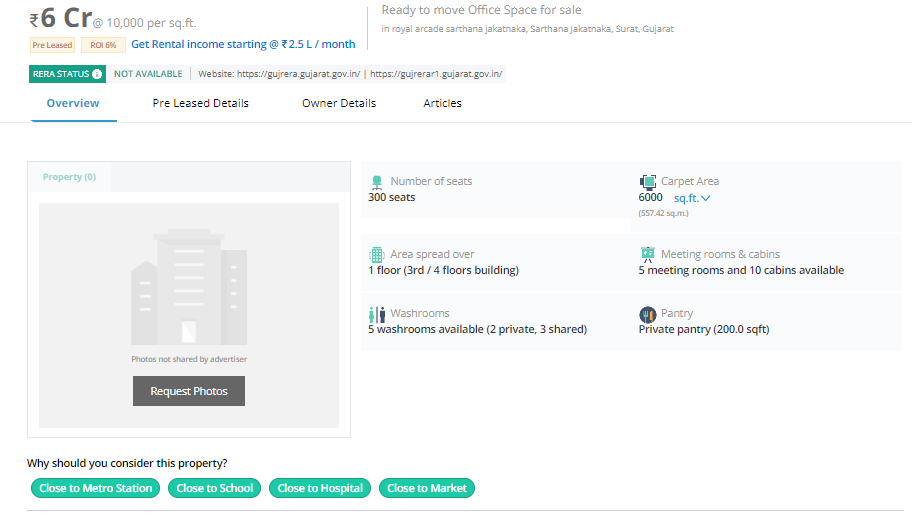 ₹6 Cr @ 10,000 per sq.ft.
Ready to move Office Space for sale
in royal arcade sarthana jakatnaka, Sarthana Jakatnaka, Surat, Gujarat
Pre Leased ROI 6% Get Rental income starting @ ₹2.5 L / month
RERA STATUS i NOT AVAILABLE Website: https://gujrera.gujarat.gov.in/ | https://gujrerar1.gujarat.gov.in/
Overview Pre Leased Details Owner Details Articles
Property (0)
Photos not shared by advertiser
Request Photos
Number of seats
300 seats
Carpet Area
6000 sq.ft.
(557.42 sq.m.)
Area spread over
1 floor (3rd / 4 floors building)
Meeting rooms & cabins
5 meeting rooms and 10 cabins available
Washrooms
5 washrooms available (2 private, 3 shared)
Pantry
Private pantry (200.0 sqft)
Why should you consider this property?
Close to Metro Station Close to School Close to Hospital Close to Market